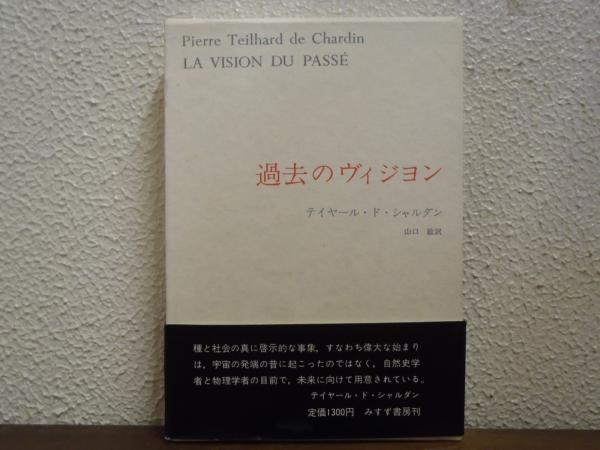 Pierre Teilhard de Chardin
LA VISION DU PASSÉ
過去のヴィジヨン
テイヤール・ド・シャルダン
山口 敏訳
種と社会の真に啓示的な事象，すなわち偉大な始まり
は，宇宙の発端の昔に起こったのではなく，自然史学
者と物理学者の目前で，未来に向けて用意されている。
テイヤール・ド・シャルダン
定価1300円 みすず書房刊